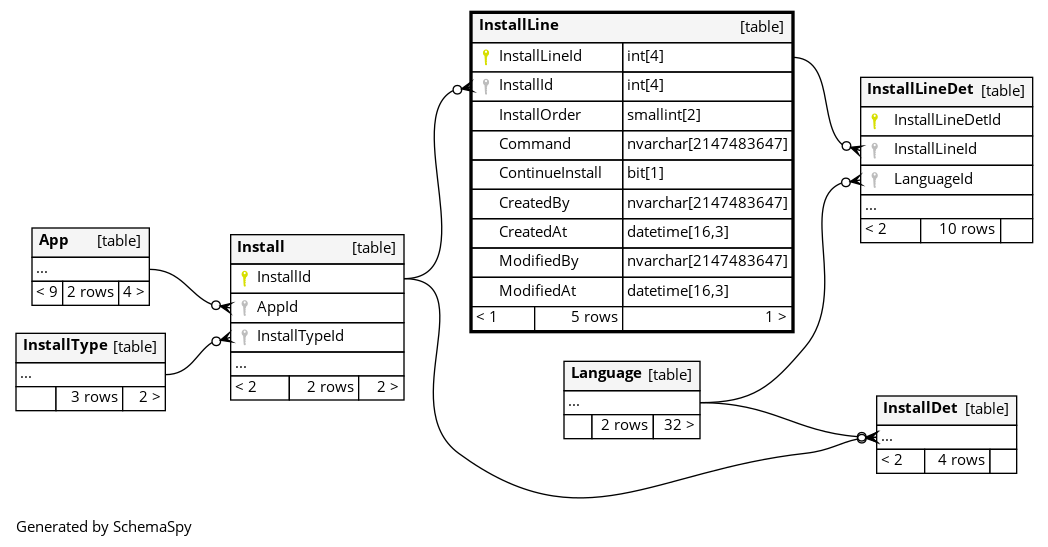 InstallLine [table]
InstallLineId int[4]
InstallId int[4]
InstallOrder smallint[2]
Command nvarchar[2147483647]
ContinueInstall bit[1]
CreatedBy nvarchar[2147483647]
CreatedAt datetime[16,3]
ModifiedBy nvarchar[2147483647]
ModifiedAt datetime[16,3]
< 1 5 rows 1 >
InstallLineDet [table]
InstallLineDetId
InstallLineId
LanguageId
...
< 2 10 rows
App [table]
...
< 9 2 rows 4 >
Install [table]
InstallId
AppId
InstallTypeId
...
< 2 2 rows 2 >
InstallType [table]
...
3 rows 2 >
Language [table]
...
2 rows 32 >
InstallDet [table]
...
< 2 4 rows
Generated by SchemaSpy